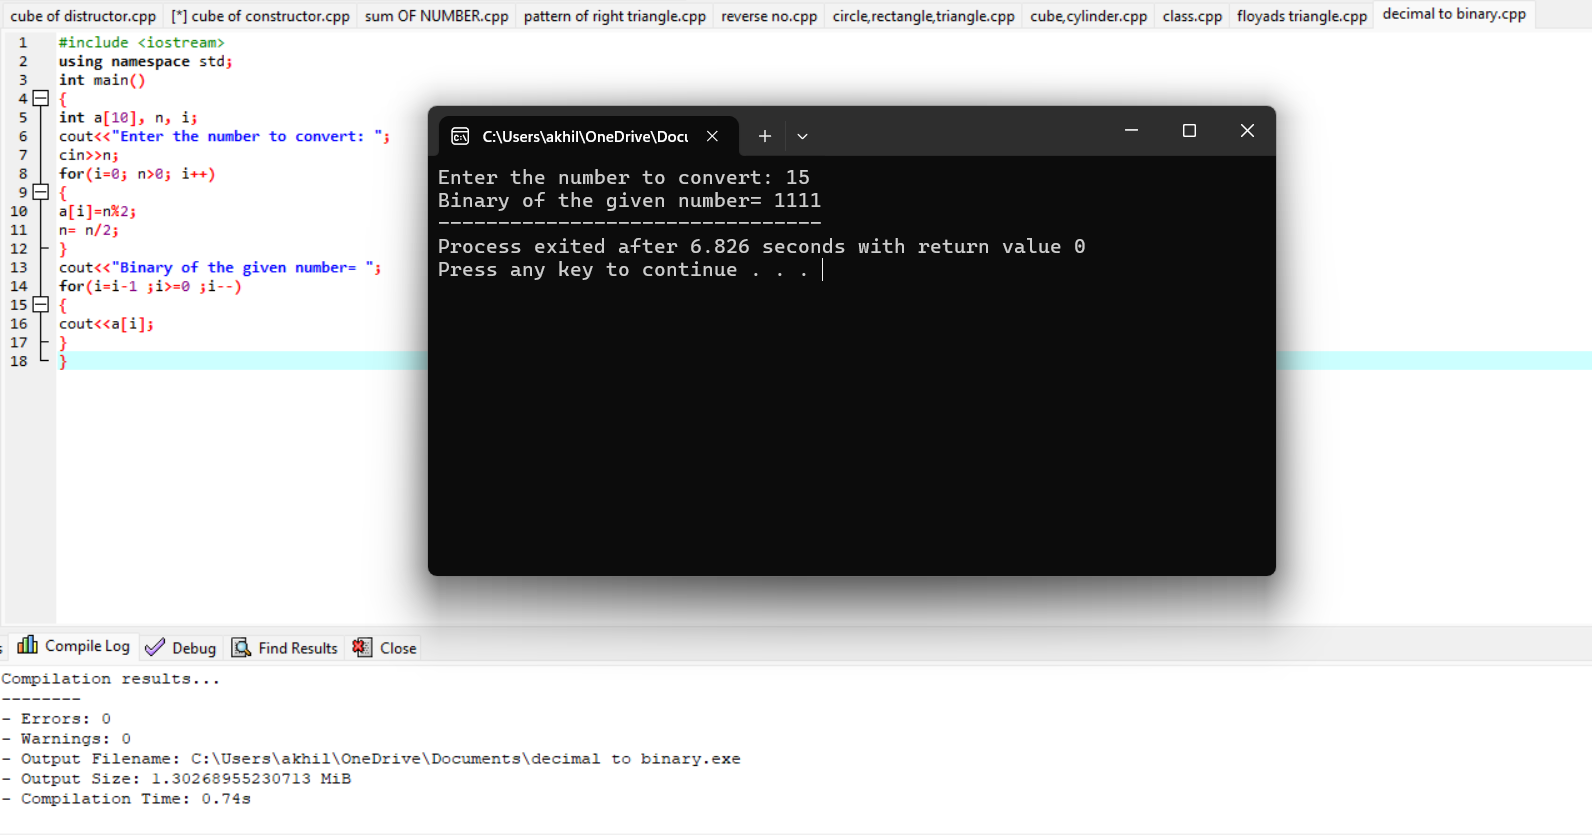 cube of distructor.cpp [*] cube of constructor.cpp sum OF NUMBER.cpp pattern of right triangle.cpp reverse no.cpp circle,rectangle,triangle.cpp cube,cylinder.cpp class.cpp floyads triangle.cpp decimal to binary.cpp
1 #include <iostream>
2 using namespace std;
3 int main()
4 {
5 int a[10], n, i;
6 cout<<"Enter the number to convert: ";
7 cin>>n;
8 for(i=0; n>0; i++)
9 {
10 a[i]=n%2;
11 n= n/2;
12 }
13 cout<<"Binary of the given number= ";
14 for(i=i-1 ;i>=0 ;i--)
15 {
16 cout<<a[i];
17 }
18 }
C:\Users\akhil\OneDrive\Docu
Enter the number to convert: 15
Binary of the given number= 1111
--------------------------------
Process exited after 6.826 seconds with return value 0
Press any key to continue . . .
s Compile Log Debug Find Results Close
Compilation results...
--------
- Errors: 0
- Warnings: 0
- Output Filename: C:\Users\akhil\OneDrive\Documents\decimal to binary.exe
- Output Size: 1.30268955230713 MiB
- Compilation Time: 0.74s